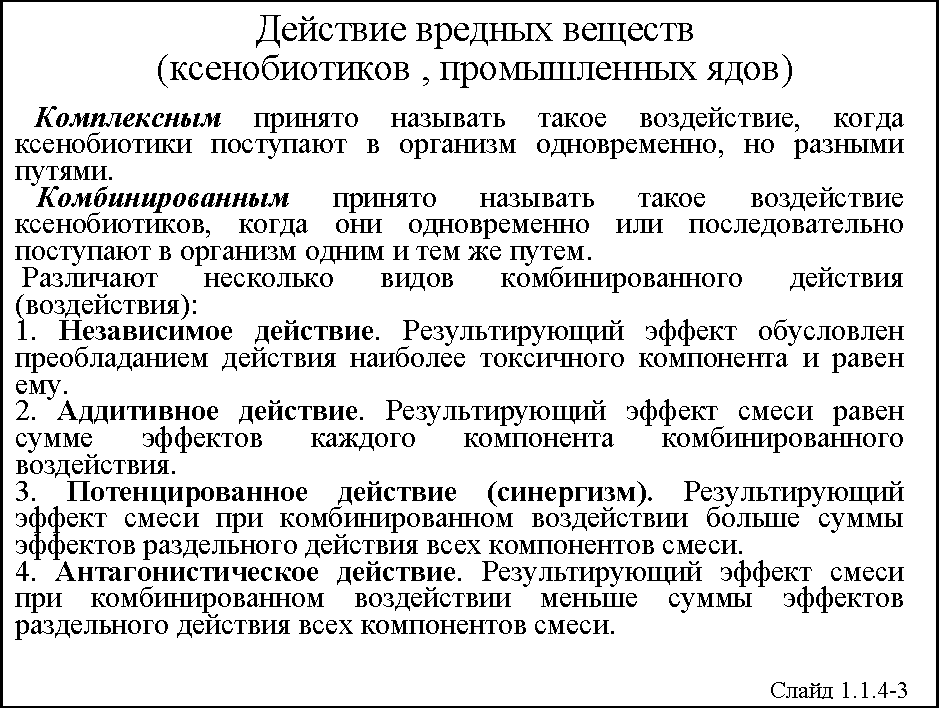 Действие вредных веществ
(ксенобиотиков , промышленных ядов)
Комплексным принято называть такое воздействие, когда
ксенобиотики поступают в организм одновременно, но разными
путями.
Комбинированным принято называть такое воздействие
ксенобиотиков, когда они одновременно или последовательно
поступают в организм одним и тем же путем.
Различают несколько видов комбинированного действия
(воздействия):
1. Независимое действие. Результирующий эффект обусловлен
преобладанием действия наиболее токсичного компонента и равен
ему.
2. Аддитивное действие. Результирующий эффект смеси равен
сумме эффектов каждого компонента комбинированного
воздействия.
3. Потенцированное действие (синергизм). Результирующий
эффект смеси при комбинированном воздействии больше суммы
эффектов раздельного действия всех компонентов смеси.
4. Антагонистическое действие. Результирующий эффект смеси
при комбинированном воздействии меньше суммы эффектов
раздельного действия всех компонентов смеси.
Слайд 1.1.4-3